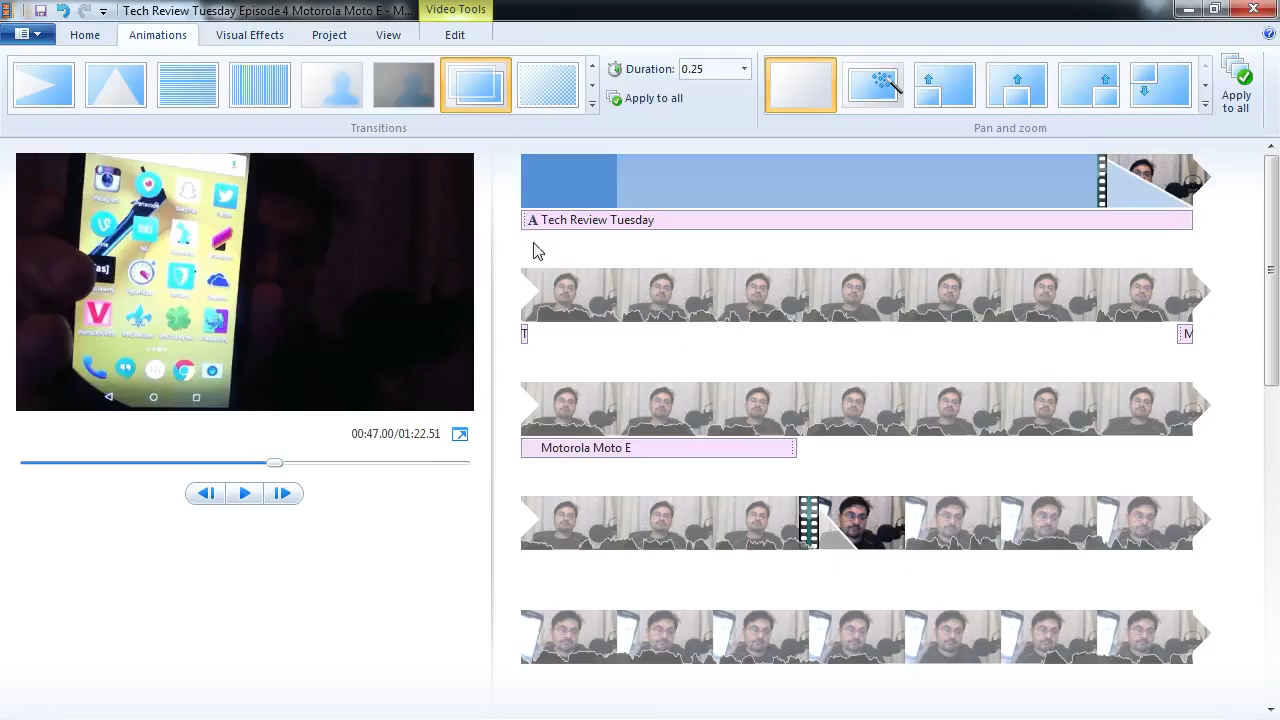 Tech Review Tuesday Episode 4 Motorola Moto E - M...
Video Tools
Home
Animations
Visual Effects
Project
View
Edit
Duration:
0.25
Apply to all
Apply
to all
Transitions
Pan and zoom
A Tech Review Tuesday
T
M
Motorola Moto E
00:47.00/01:22.51